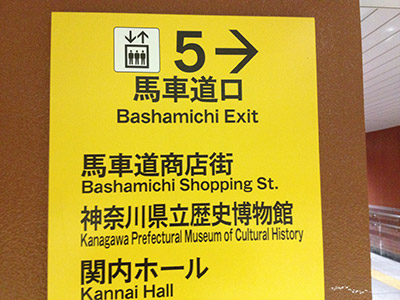 5→
馬車道口
Bashamichi Exit
馬車道商店街
Bashamichi Shopping St.
神奈川県立歴史博物館
Kanagawa Prefectural Museum of Cultural History
関内ホール
Kannai Hall